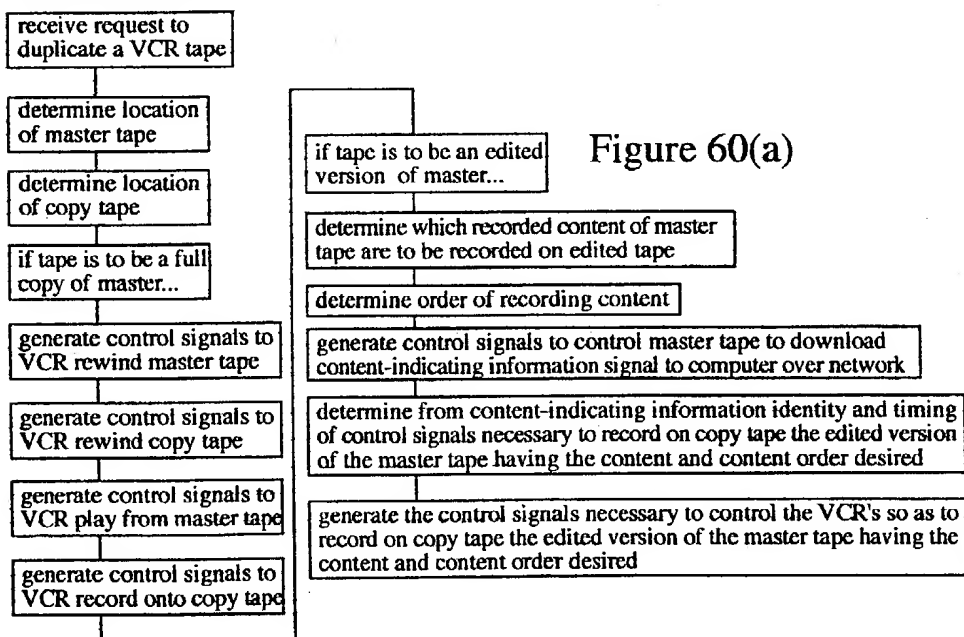 receive request to
duplicate a VCR tape
determine location
of master tape
determine location
of copy tape
if tape is to be a full
copy of master...
generate control signals to
VCR rewind master tape
generate control signals to
VCR rewind copy tape
generate control signals to
VCR play from master tape
generate control signals to
VCR record onto copy tape
Figure 60(a)
if tape is to be an edited
version of master...
determine which recorded content of master
tape are to be recorded on edited tape
determine order of recording content
generate control signals to control master tape to download
content-indicating information signal to computer over network
determine from content-indicating information identity and timing
of control signals necessary to record on copy tape the edited version
of the master tape having the content and content order desired
generate the control signals necessary to control the VCR's so as to
record on copy tape the edited version of the master tape having the
content and content order desired